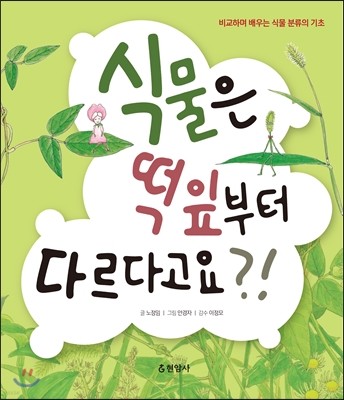 비교하며 배우는 식물 분류의 기초
식물은
떡잎부터
다르다고요?!
글 노정임 | 그림 안경자 | 감수 이정모
현암사